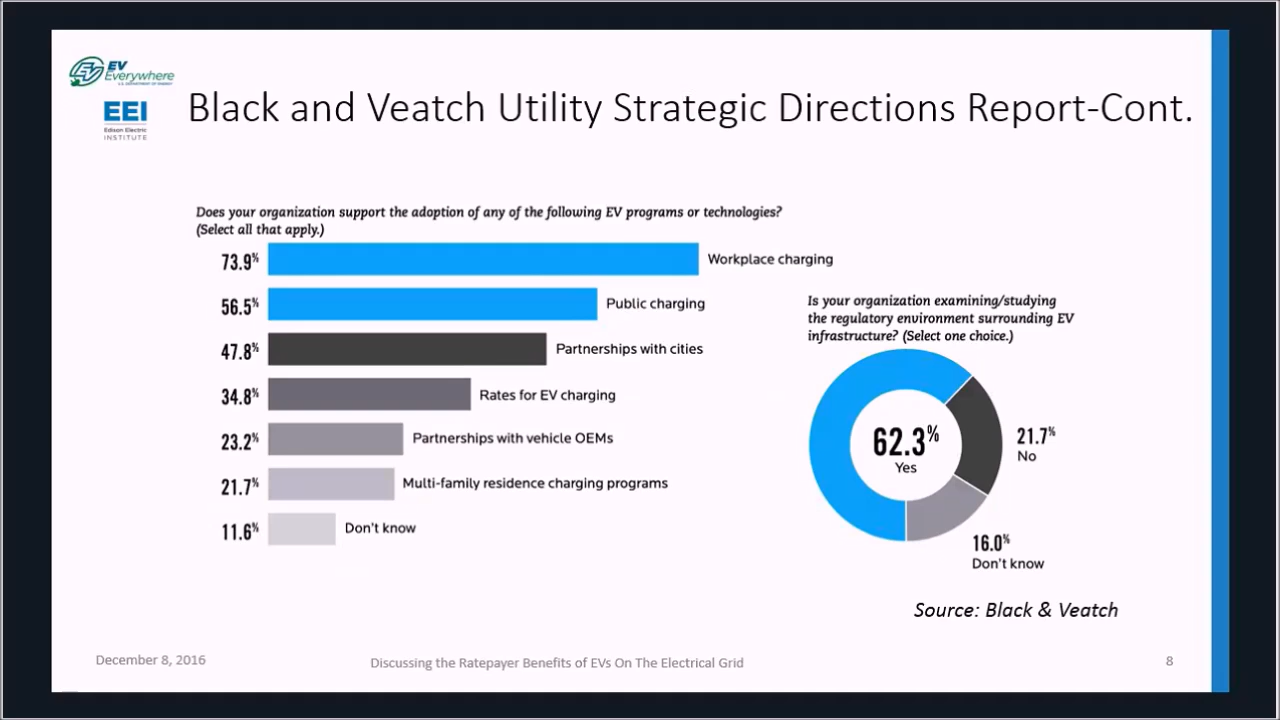 EV
Everywhere
U.S. DEPARTMENT OF ENERGY
EEI
Edison Electric
INSTITUTE
Black and Veatch Utility Strategic Directions Report-Cont.
Does your organization support the adoption of any of the following EV programs or technologies?
(Select all that apply.)
73.9% Workplace charging
56.5% Public charging
47.8% Partnerships with cities
34.8% Rates for EV charging
23.2% Partnerships with vehicle OEMs
21.7% Multi-family residence charging programs
11.6% Don't know
Is your organization examining/studying
the regulatory environment surrounding EV
infrastructure? (Select one choice.)
62.3%
Yes
21.7%
No
16.0%
Don't know
Source: Black & Veatch
December 8, 2016
Discussing the Ratepayer Benefits of EVs On The Electrical Grid
8